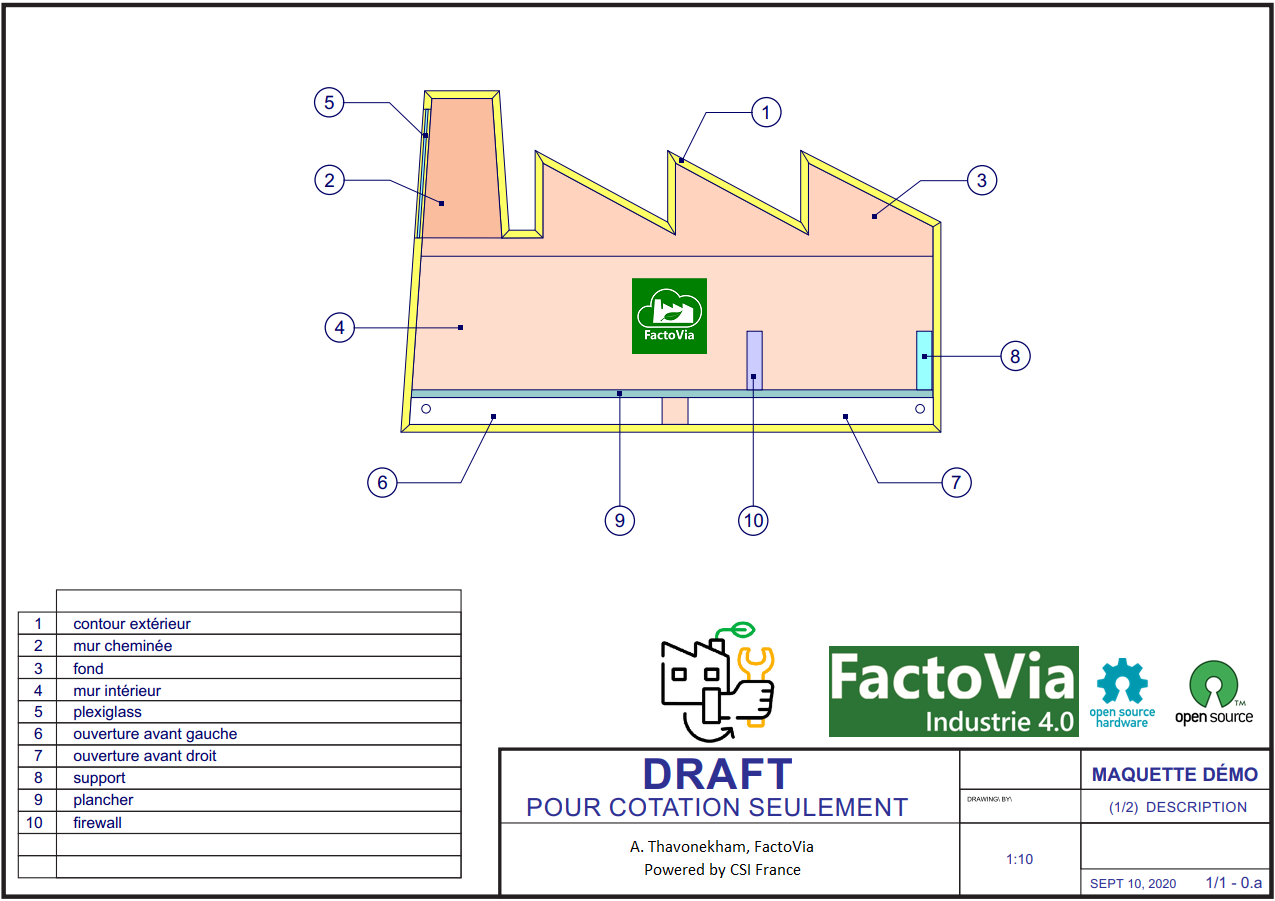 5
1
2
3
FactoVia
4
8
6
7
9
10
1 contour extérieur
2 mur cheminée
3 fond
4 mur intérieur
5 plexiglass
6 ouverture avant gauche
7 ouverture avant droit
8 support
9 plancher
10 firewall
FactoVia
Industrie 4.0
open source
hardware
TM
open source
DRAFT
POUR COTATION SEULEMENT
A. Thavonekham, FactoVia
Powered by CSI France
DRAWING\ BY\
1:10
MAQUETTE DÉMO
(1/2) DESCRIPTION
SEPT 10, 2020 1/1 - 0.a